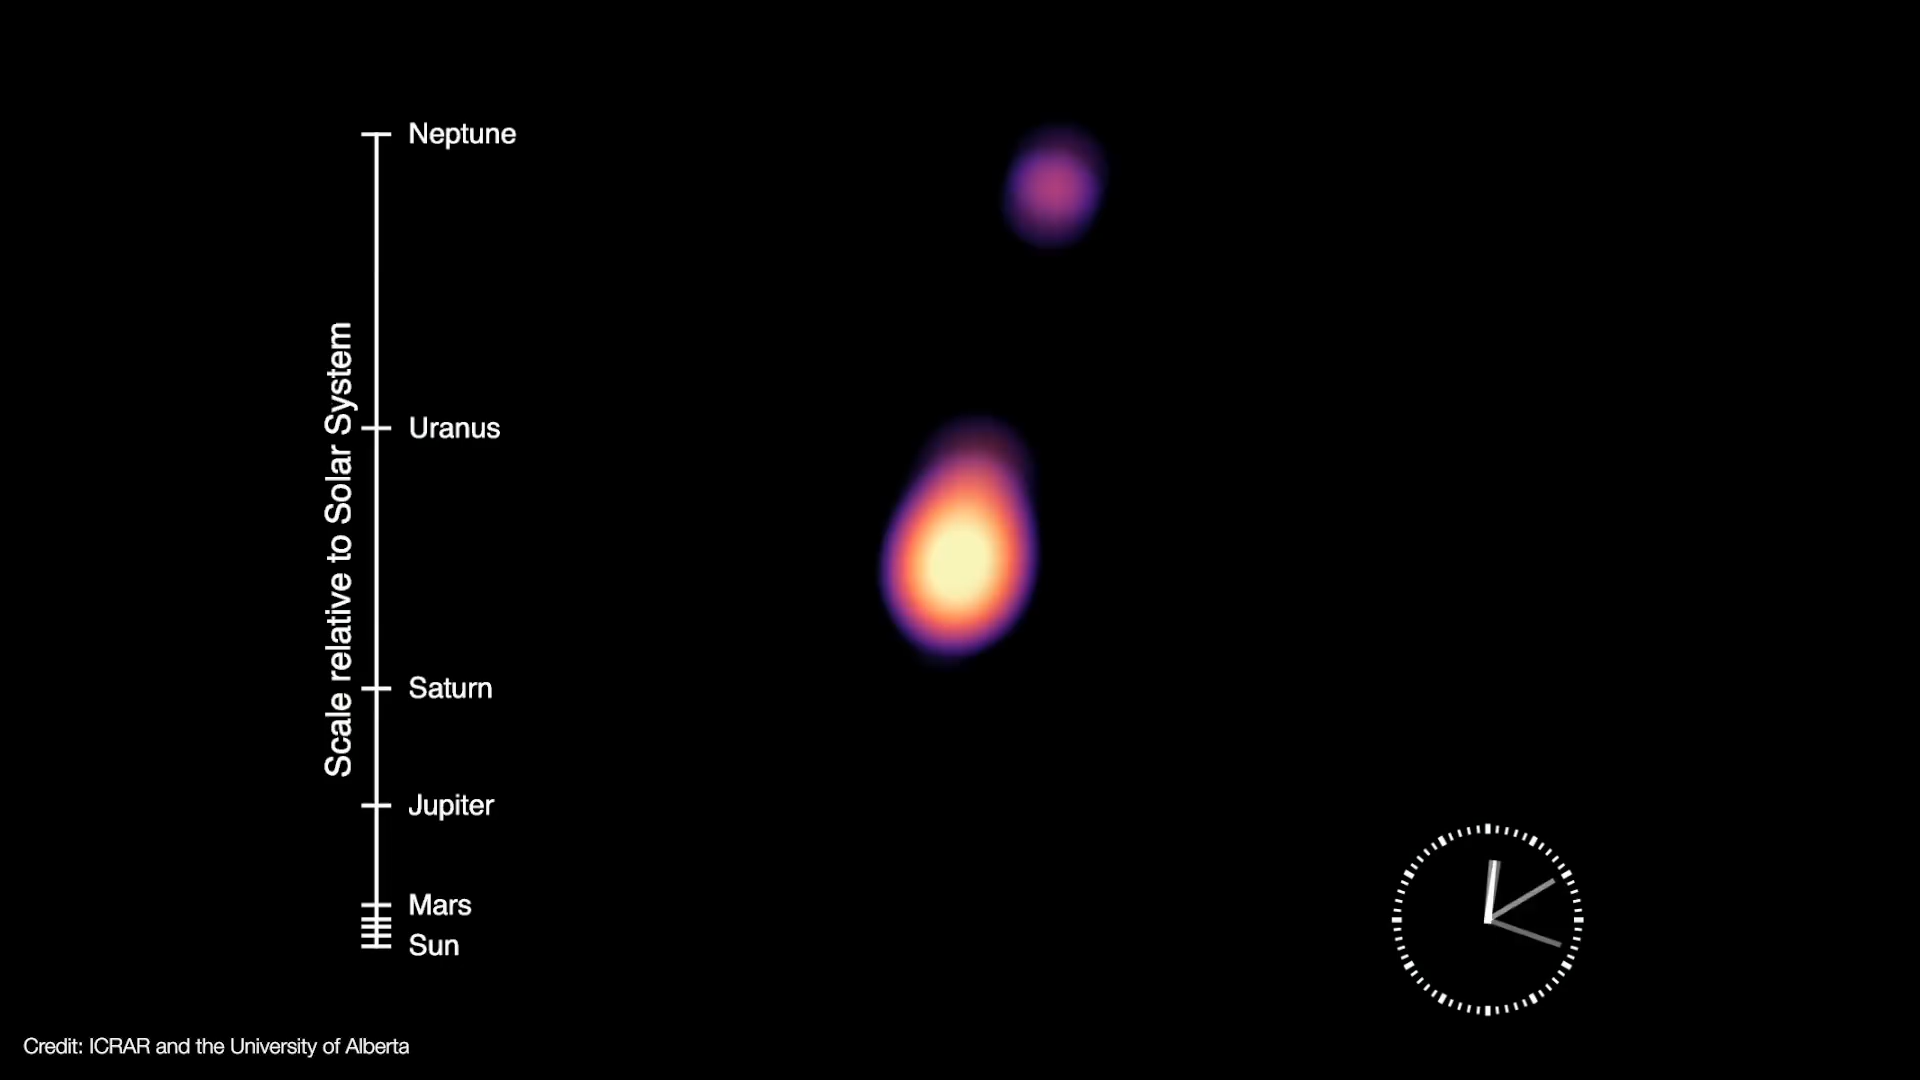 Neptune
Uranus
Scale relative to Solar System
Saturn
Jupiter
Mars
Sun
Credit: ICRAR and the University of Alberta